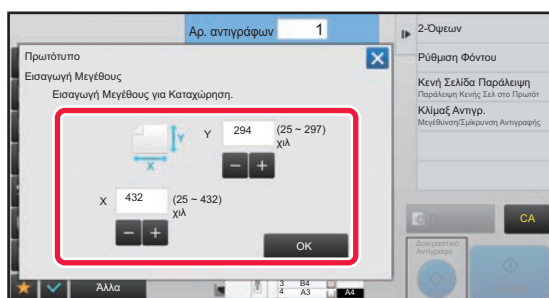 Αρ. αντιγράφων 1
Πρωτότυπο
Εισαγωγή Μεγέθους
Εισαγωγή Μεγέθους για Καταχώρηση.
Y
Y 294 (25 ~ 297)
χιλ
X
X 432 (25 ~ 432)
χιλ
OK
2-Όψεων
Ρύθμιση Φόντου
Κενή Σελίδα Παράλειψη
Παράλειψη Κενής Σελ στο Πρωτότ
Κλίμαξ Αντιγρ.
Μεγέθυνση/Σμίκρυνση Αντιγραφής
CA
Δοκιμαστικό
Αντίγραφο
Άλλα
3 B4
4 A3
A4